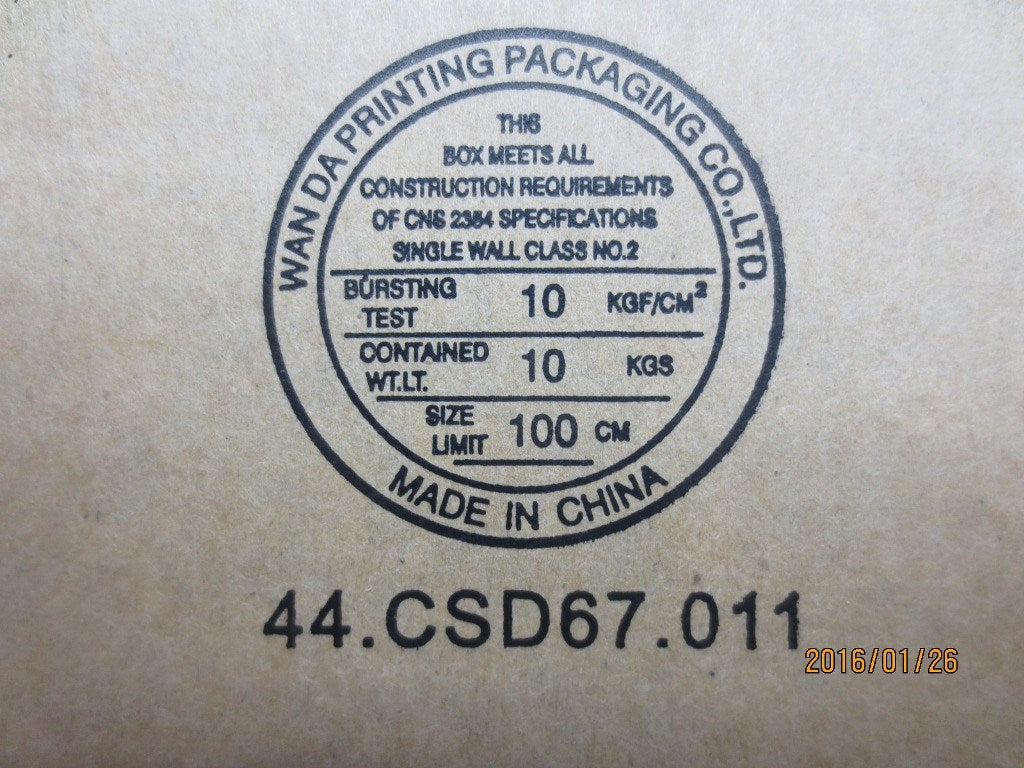 WAN DA PRINTING PACKAGING CO.,LTD.
THIS
BOX MEETS ALL
CONSTRUCTION REQUIREMENTS
OF CNS 2354 SPECIFICATIONS
SINGLE WALL CLASS NO.2
BURSTING TEST 10 KGF/CM²
CONTAINED WT.LT. 10 KGS
SIZE LIMIT 100 CM
MADE IN CHINA
44.CSD67.011
2016/01/26